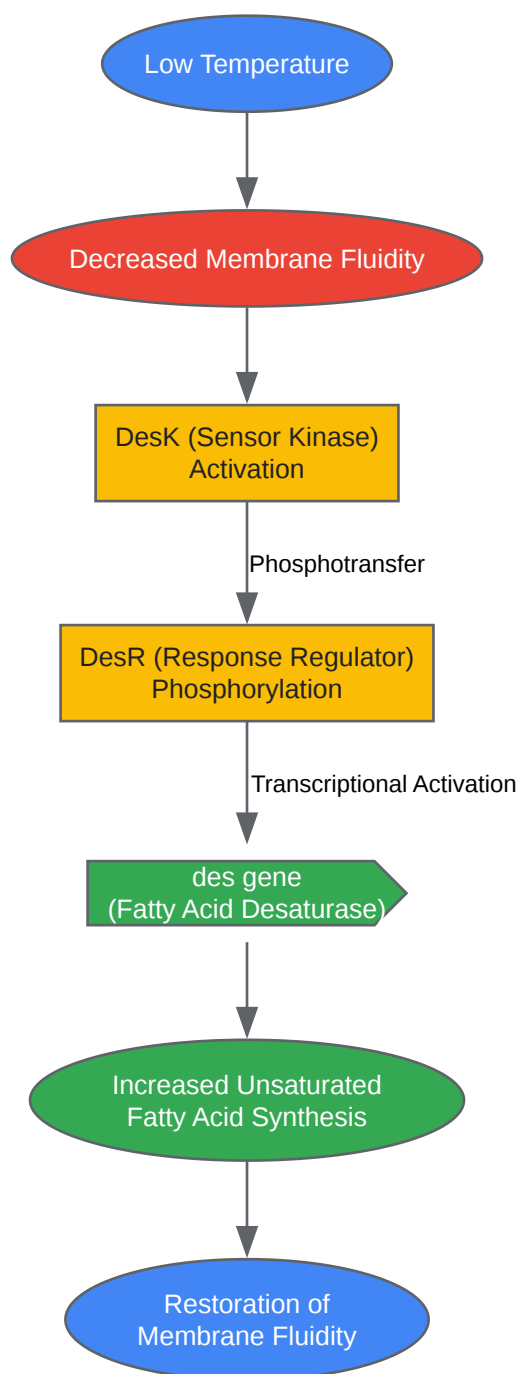 Low Temperature
Decreased Membrane Fluidity
DesK (Sensor Kinase)
Activation
Phosphotransfer
DesR (Response Regulator)
Phosphorylation
Transcriptional Activation
des gene
(Fatty Acid Desaturase)
Increased Unsaturated
Fatty Acid Synthesis
Restoration of
Membrane Fluidity